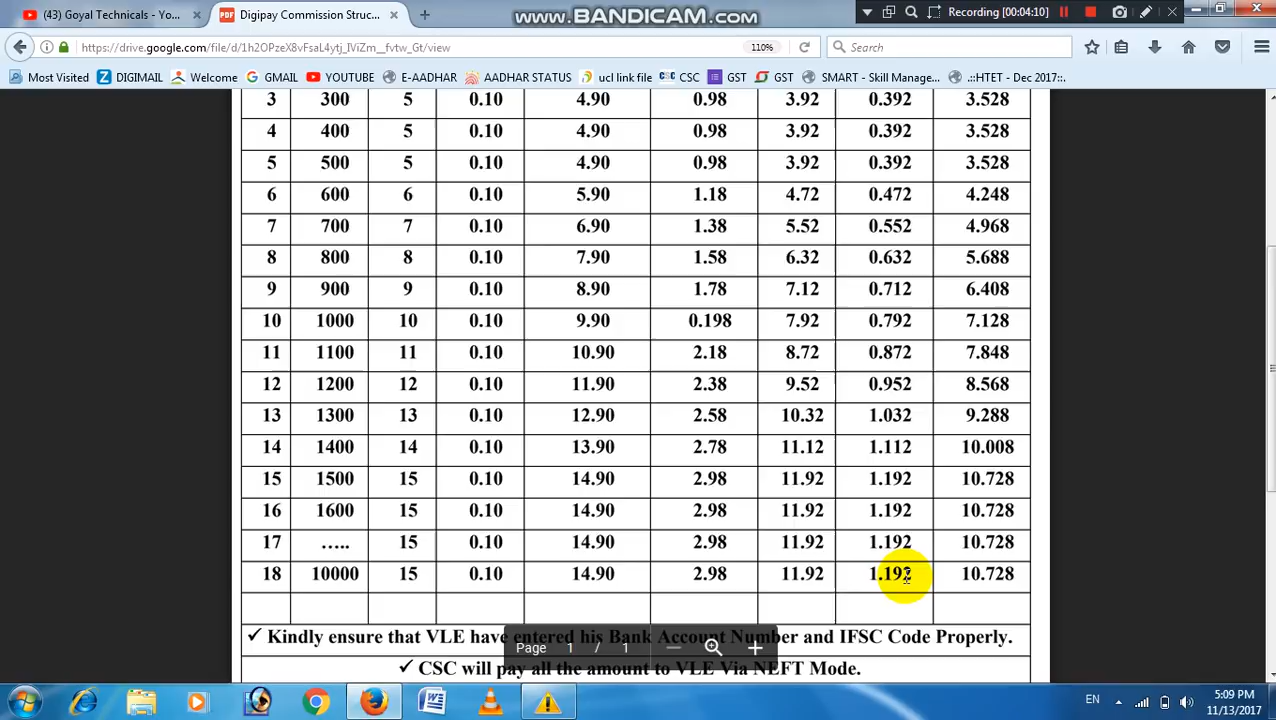 (43) Goyal Technicals - Yo...
Digipay Commission Struc...
www.BANDICAM.com
Recording [00:04:10]
https://drive.google.com/file/d/1h2OPzeX8vFsaL4ytj_IViZm__fvtw_Gt/view
110%
Search
Most Visited DIGIMAIL Welcome GMAIL YOUTUBE E-AADHAR AADHAR STATUS ucl link file CSC CSC GST GST SMART - Skill Manage... .::HTET - Dec 2017::.
3 300 5 0.10 4.90 0.98 3.92 0.392 3.528
4 400 5 0.10 4.90 0.98 3.92 0.392 3.528
5 500 5 0.10 4.90 0.98 3.92 0.392 3.528
6 600 6 0.10 5.90 1.18 4.72 0.472 4.248
7 700 7 0.10 6.90 1.38 5.52 0.552 4.968
8 800 8 0.10 7.90 1.58 6.32 0.632 5.688
9 900 9 0.10 8.90 1.78 7.12 0.712 6.408
10 1000 10 0.10 9.90 0.198 7.92 0.792 7.128
11 1100 11 0.10 10.90 2.18 8.72 0.872 7.848
12 1200 12 0.10 11.90 2.38 9.52 0.952 8.568
13 1300 13 0.10 12.90 2.58 10.32 1.032 9.288
14 1400 14 0.10 13.90 2.78 11.12 1.112 10.008
15 1500 15 0.10 14.90 2.98 11.92 1.192 10.728
16 1600 15 0.10 14.90 2.98 11.92 1.192 10.728
17 ..... 15 0.10 14.90 2.98 11.92 1.192 10.728
18 10000 15 0.10 14.90 2.98 11.92 1.192 10.728
✓ Kindly ensure that VLE have entered his Bank Account Number and IFSC Code Properly.
Page 1 / 1
✓ CSC will pay all the amount to VLE Via NEFT Mode.
EN
5:09 PM
11/13/2017